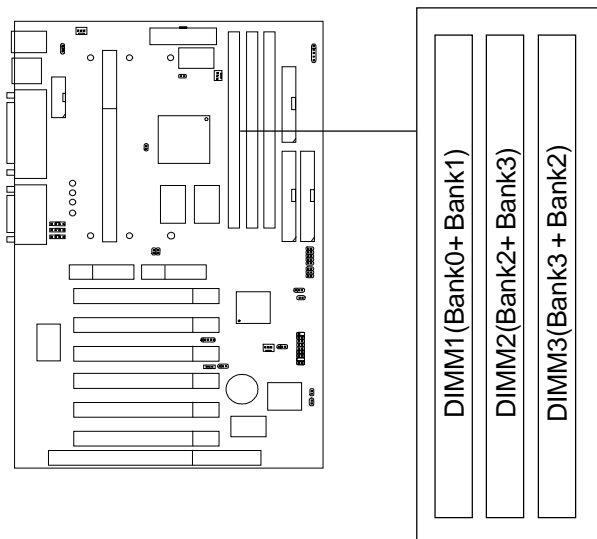 DIMM1(Bank0+ Bank1)
DIMM2(Bank2+ Bank3)
DIMM3(Bank3 + Bank2)